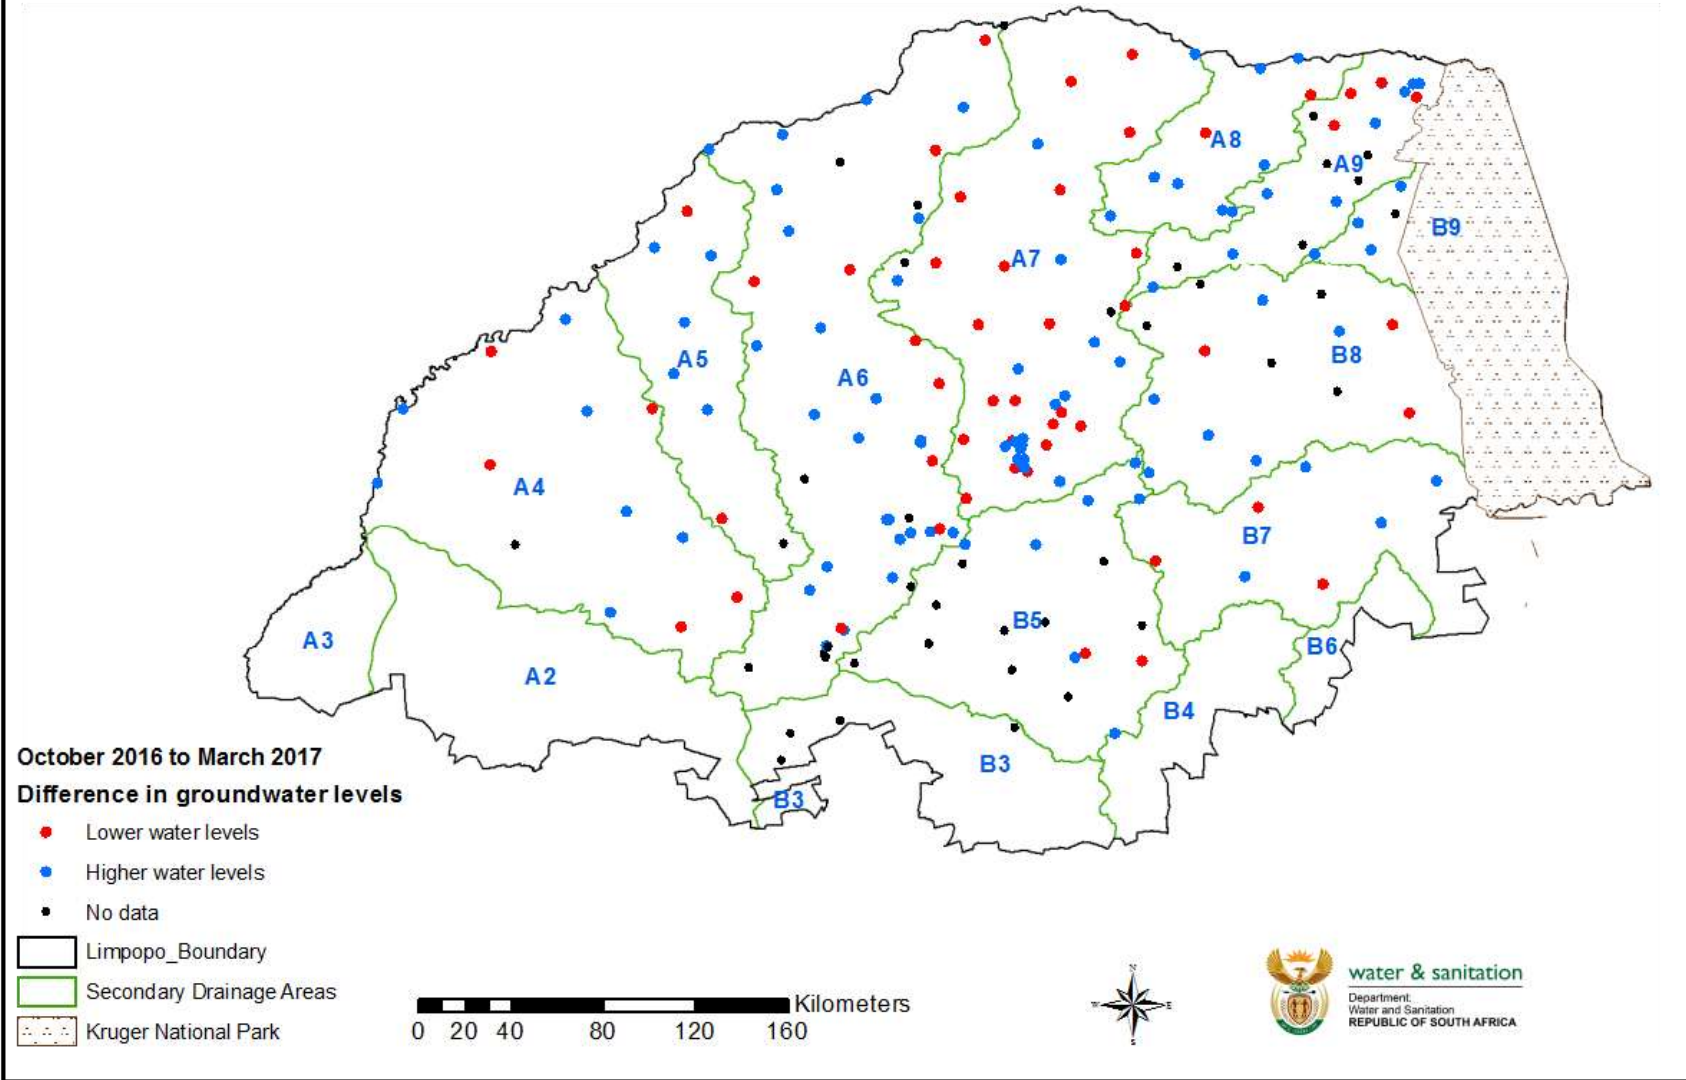 A8
A9
B9
A7
A5
A6
B8
A4
B7
A3
B5
B6
A2
B4
B3
B3
October 2016 to March 2017
Difference in groundwater levels
Lower water levels
Higher water levels
No data
Limpopo_Boundary
Secondary Drainage Areas
Kruger National Park
Kilometers
0 20 40 80 120 160
N
W E
S
water & sanitation
Department:
Water and Sanitation
REPUBLIC OF SOUTH AFRICA